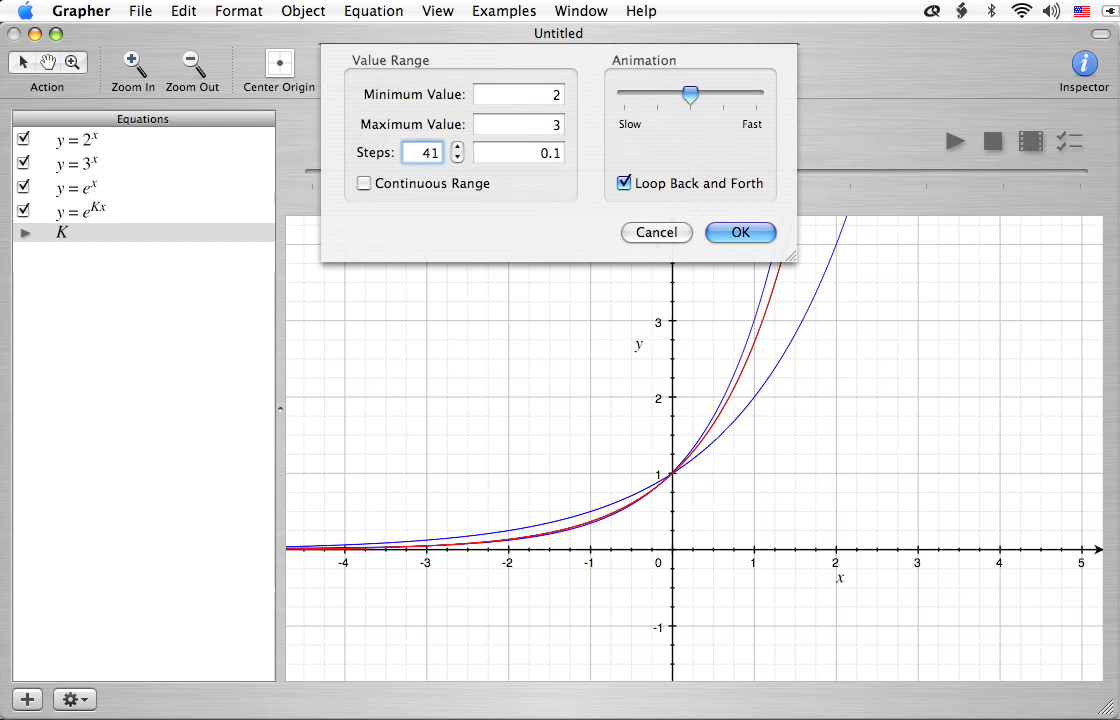 Grapher File Edit Format Object Equation View Examples Window Help
Untitled
Action
Zoom In
Zoom Out
Center Origin
Inspector
Value Range
Minimum Value: 2
Maximum Value: 3
Steps: 41 0.1
Continuous Range
Animation
Slow
Fast
Loop Back and Forth
Cancel
OK
Equations
y = 2^x
y = 3^x
y = e^x
y = e^{Kx}
K
3
y
2
1
-4 -3 -2 -1 0 1 2 3 4 5
x
-1